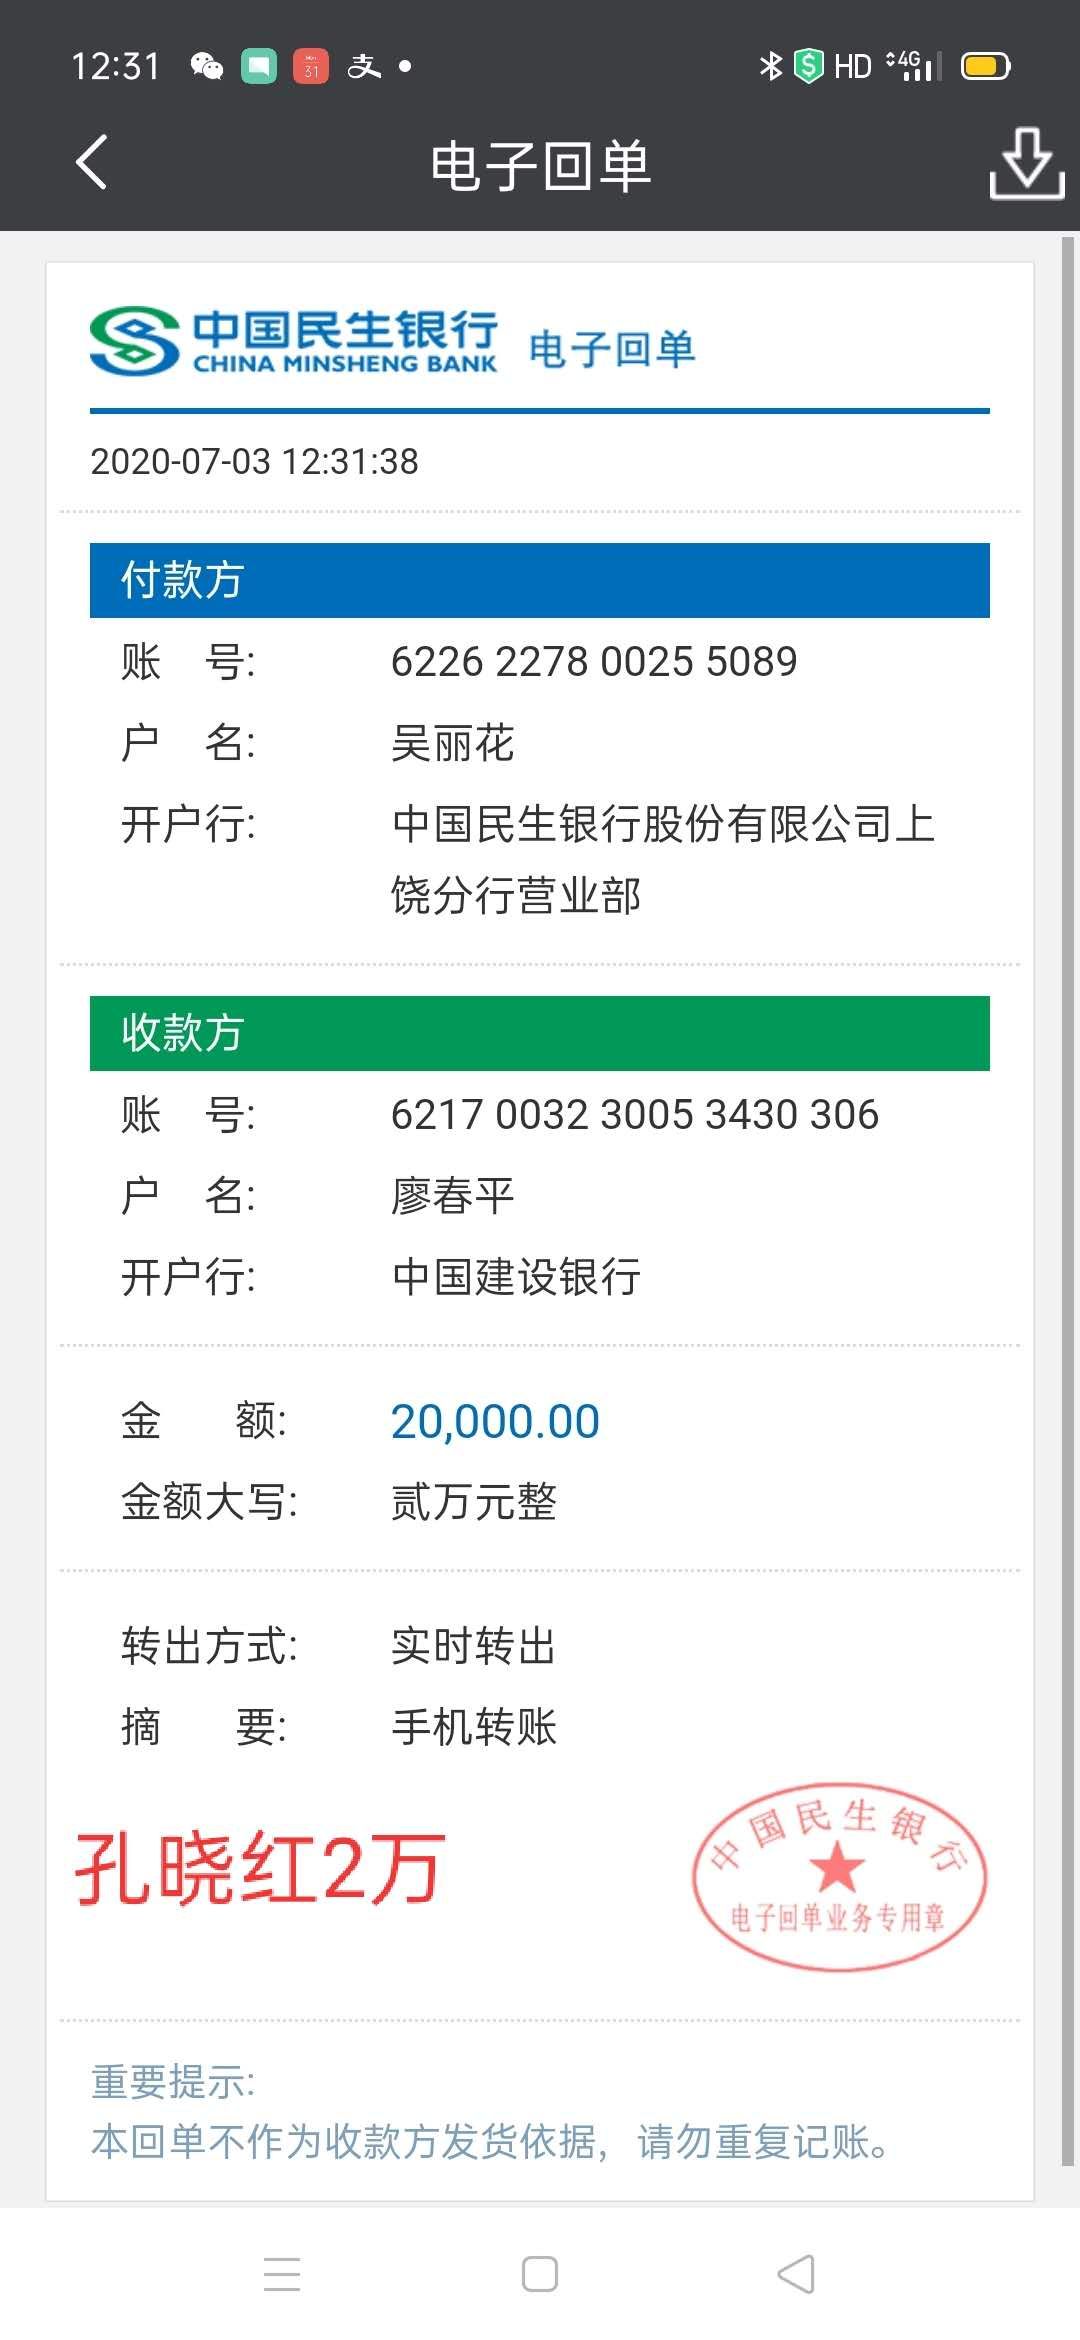 12:31 31 支 HD 4G
电子回单
中国民生银行 电子回单
CHINA MINSHENG BANK
2020-07-03 12:31:38
付款方
账 号: 6226 2278 0025 5089
户 名: 吴丽花
开户行: 中国民生银行股份有限公司上
饶分行营业部
收款方
账 号: 6217 0032 3005 3430 306
户 名: 廖春平
开户行: 中国建设银行
金 额: 20,000.00
金额大写: 贰万元整
转出方式: 实时转出
摘 要: 手机转账
孔晓红2万
中国民生银行
电子回单业务专用章
重要提示:
本回单不作为收款方发货依据，请勿重复记账。